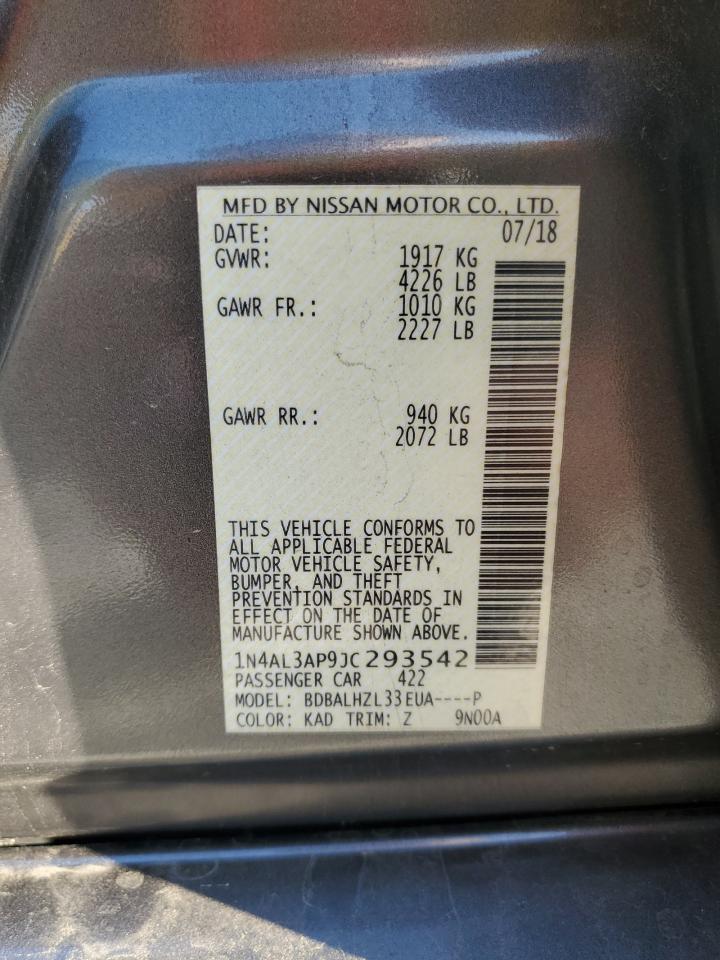 MFD BY NISSAN MOTOR CO., LTD.
DATE: 07/18
GVWR: 1917 KG
4226 LB
GAWR FR.: 1010 KG
2227 LB
GAWR RR.: 940 KG
2072 LB
THIS VEHICLE CONFORMS TO
ALL APPLICABLE FEDERAL
MOTOR VEHICLE SAFETY,
BUMPER, AND THEFT
PREVENTION STANDARDS IN
EFFECT ON THE DATE OF
MANUFACTURE SHOWN ABOVE.
1N4AL3AP9JC293542
PASSENGER CAR 422
MODEL: BDBALHZL33EUA----P
COLOR: KAD TRIM: Z 9N00A